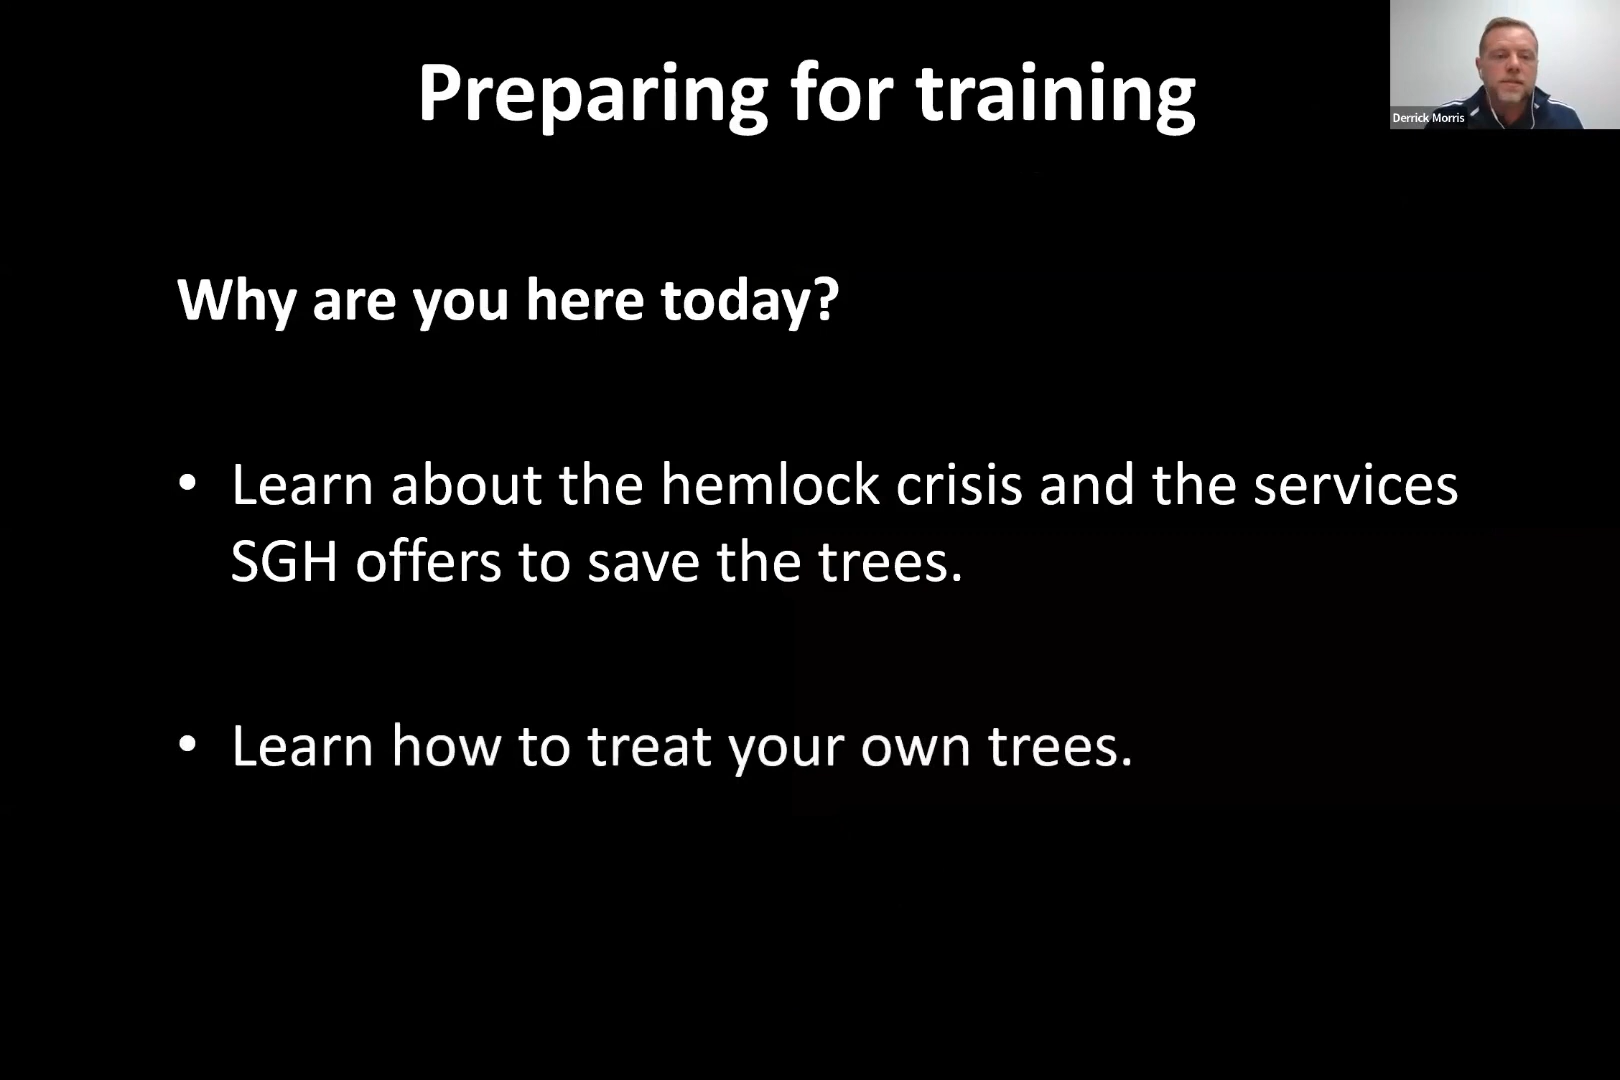 Preparing for training
Derrick Morris
Why are you here today?
• Learn about the hemlock crisis and the services
SGH offers to save the trees.
• Learn how to treat your own trees.